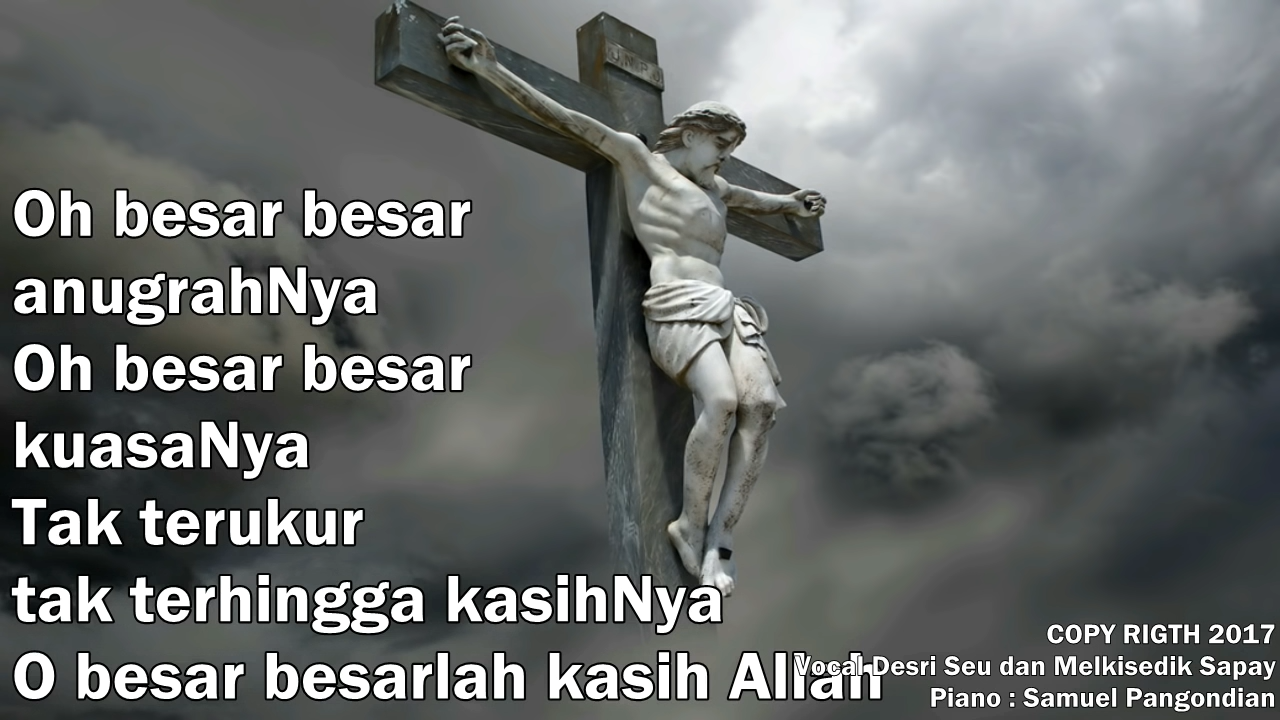 Oh besar besar
anugrahNya
Oh besar besar
kuasaNya
Tak terukur
tak terhingga kasihNya
O besar besarlah kasih Allah
COPY RIGTH 2017
Vocal Desri Seu dan Melkisedik Sapay
Piano : Samuel Pangondian